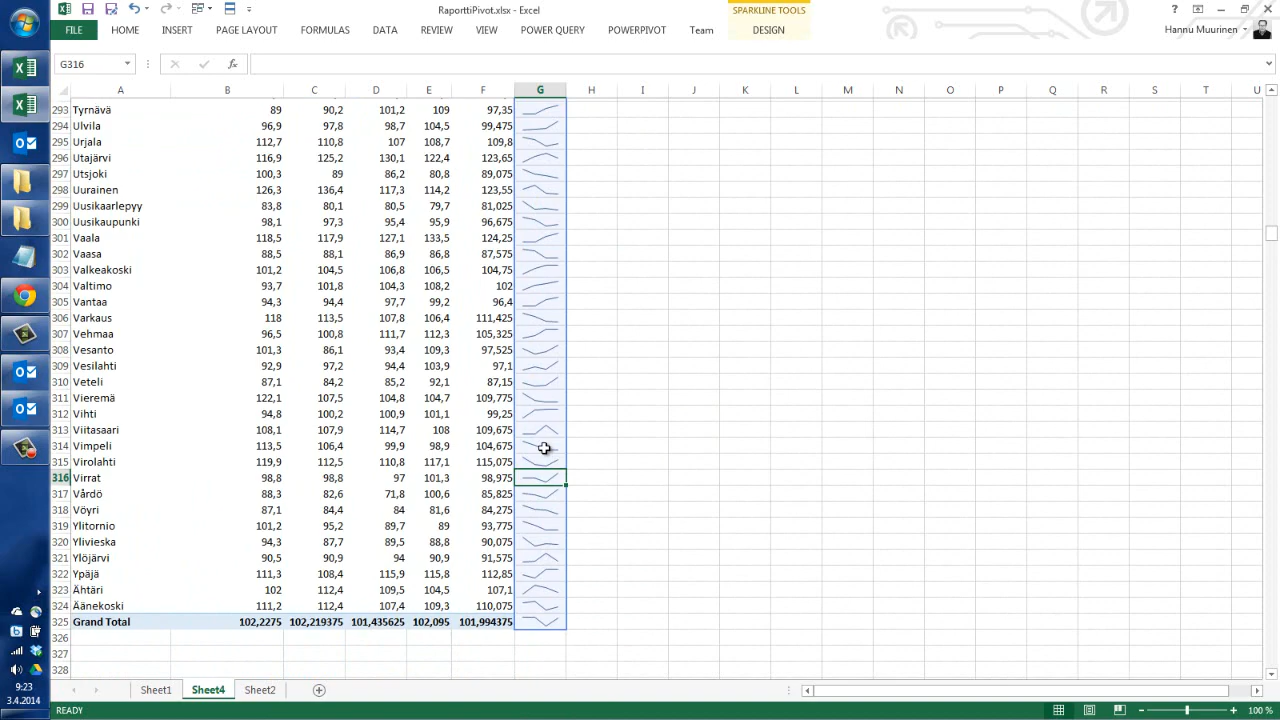 RaporttiPivot.xlsx - Excel
SPARKLINE TOOLS
FILE HOME INSERT PAGE LAYOUT FORMULAS DATA REVIEW VIEW POWER QUERY POWERPIVOT Team DESIGN
Hannu Muurinen
G316
A B C D E F G H I J K L M N O P Q R S T U
293 Tyrnävä 89 90,2 101,2 109 97,35
294 Ulvila 96,9 97,8 98,7 104,5 99,475
295 Urjala 112,7 110,8 107 108,7 109,8
296 Utajärvi 116,9 125,2 130,1 122,4 123,65
297 Utsjoki 100,3 89 86,2 80,8 89,075
298 Uurainen 126,3 136,4 117,3 114,2 123,55
299 Uusikaarlepyy 83,8 80,1 80,5 79,7 81,025
300 Uusikaupunki 98,1 97,3 95,4 95,9 96,675
301 Vaala 118,5 117,9 127,1 133,5 124,25
302 Vaasa 88,5 88,1 86,9 86,8 87,575
303 Valkeakoski 101,2 104,5 106,8 106,5 104,75
304 Valtimo 93,7 101,8 104,3 108,2 102
305 Vantaa 94,3 94,4 97,7 99,2 96,4
306 Varkaus 118 113,5 107,8 106,4 111,425
307 Vehmaa 96,5 100,8 111,7 112,3 105,325
308 Vesanto 101,3 86,1 93,4 109,3 97,525
309 Vesilahti 92,9 97,2 94,4 103,9 97,1
310 Veteli 87,1 84,2 85,2 92,1 87,15
311 Vieremä 122,1 107,5 104,8 104,7 109,775
312 Vihti 94,8 100,2 100,9 101,1 99,25
313 Viitasaari 108,1 107,9 114,7 108 109,675
314 Vimpeli 113,5 106,4 99,9 98,9 104,675
315 Virolahti 119,9 112,5 110,8 117,1 115,075
316 Virrat 98,8 98,8 97 101,3 98,975
317 Vårdö 88,3 82,6 71,8 100,6 85,825
318 Vöyri 87,1 84,4 84 81,6 84,275
319 Ylitornio 101,2 95,2 89,7 89 93,775
320 Ylivieska 94,3 87,7 89,5 88,8 90,075
321 Ylöjärvi 90,5 90,9 94 90,9 91,575
322 Ypäjä 111,3 108,4 115,9 115,8 112,85
323 Ähtäri 102 112,4 109,5 104,5 107,1
324 Äänekoski 111,2 112,4 107,4 109,3 110,075
325 Grand Total 102,2275 102,219375 101,435625 102,095 101,994375
326
327
328
Sheet1 Sheet4 Sheet2
9:23
3.4.2014
READY
100 %